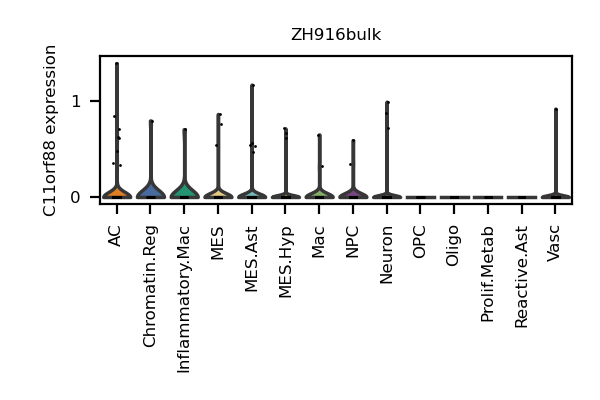 ZH916bulk
C11orf88 expression
1
0
AC
Chromatin.Reg
Inflammatory.Mac
MES
MES.Ast
MES.Hyp
Mac
NPC
Neuron
OPC
Oligo
Prolif.Metab
Reactive.Ast
Vasc